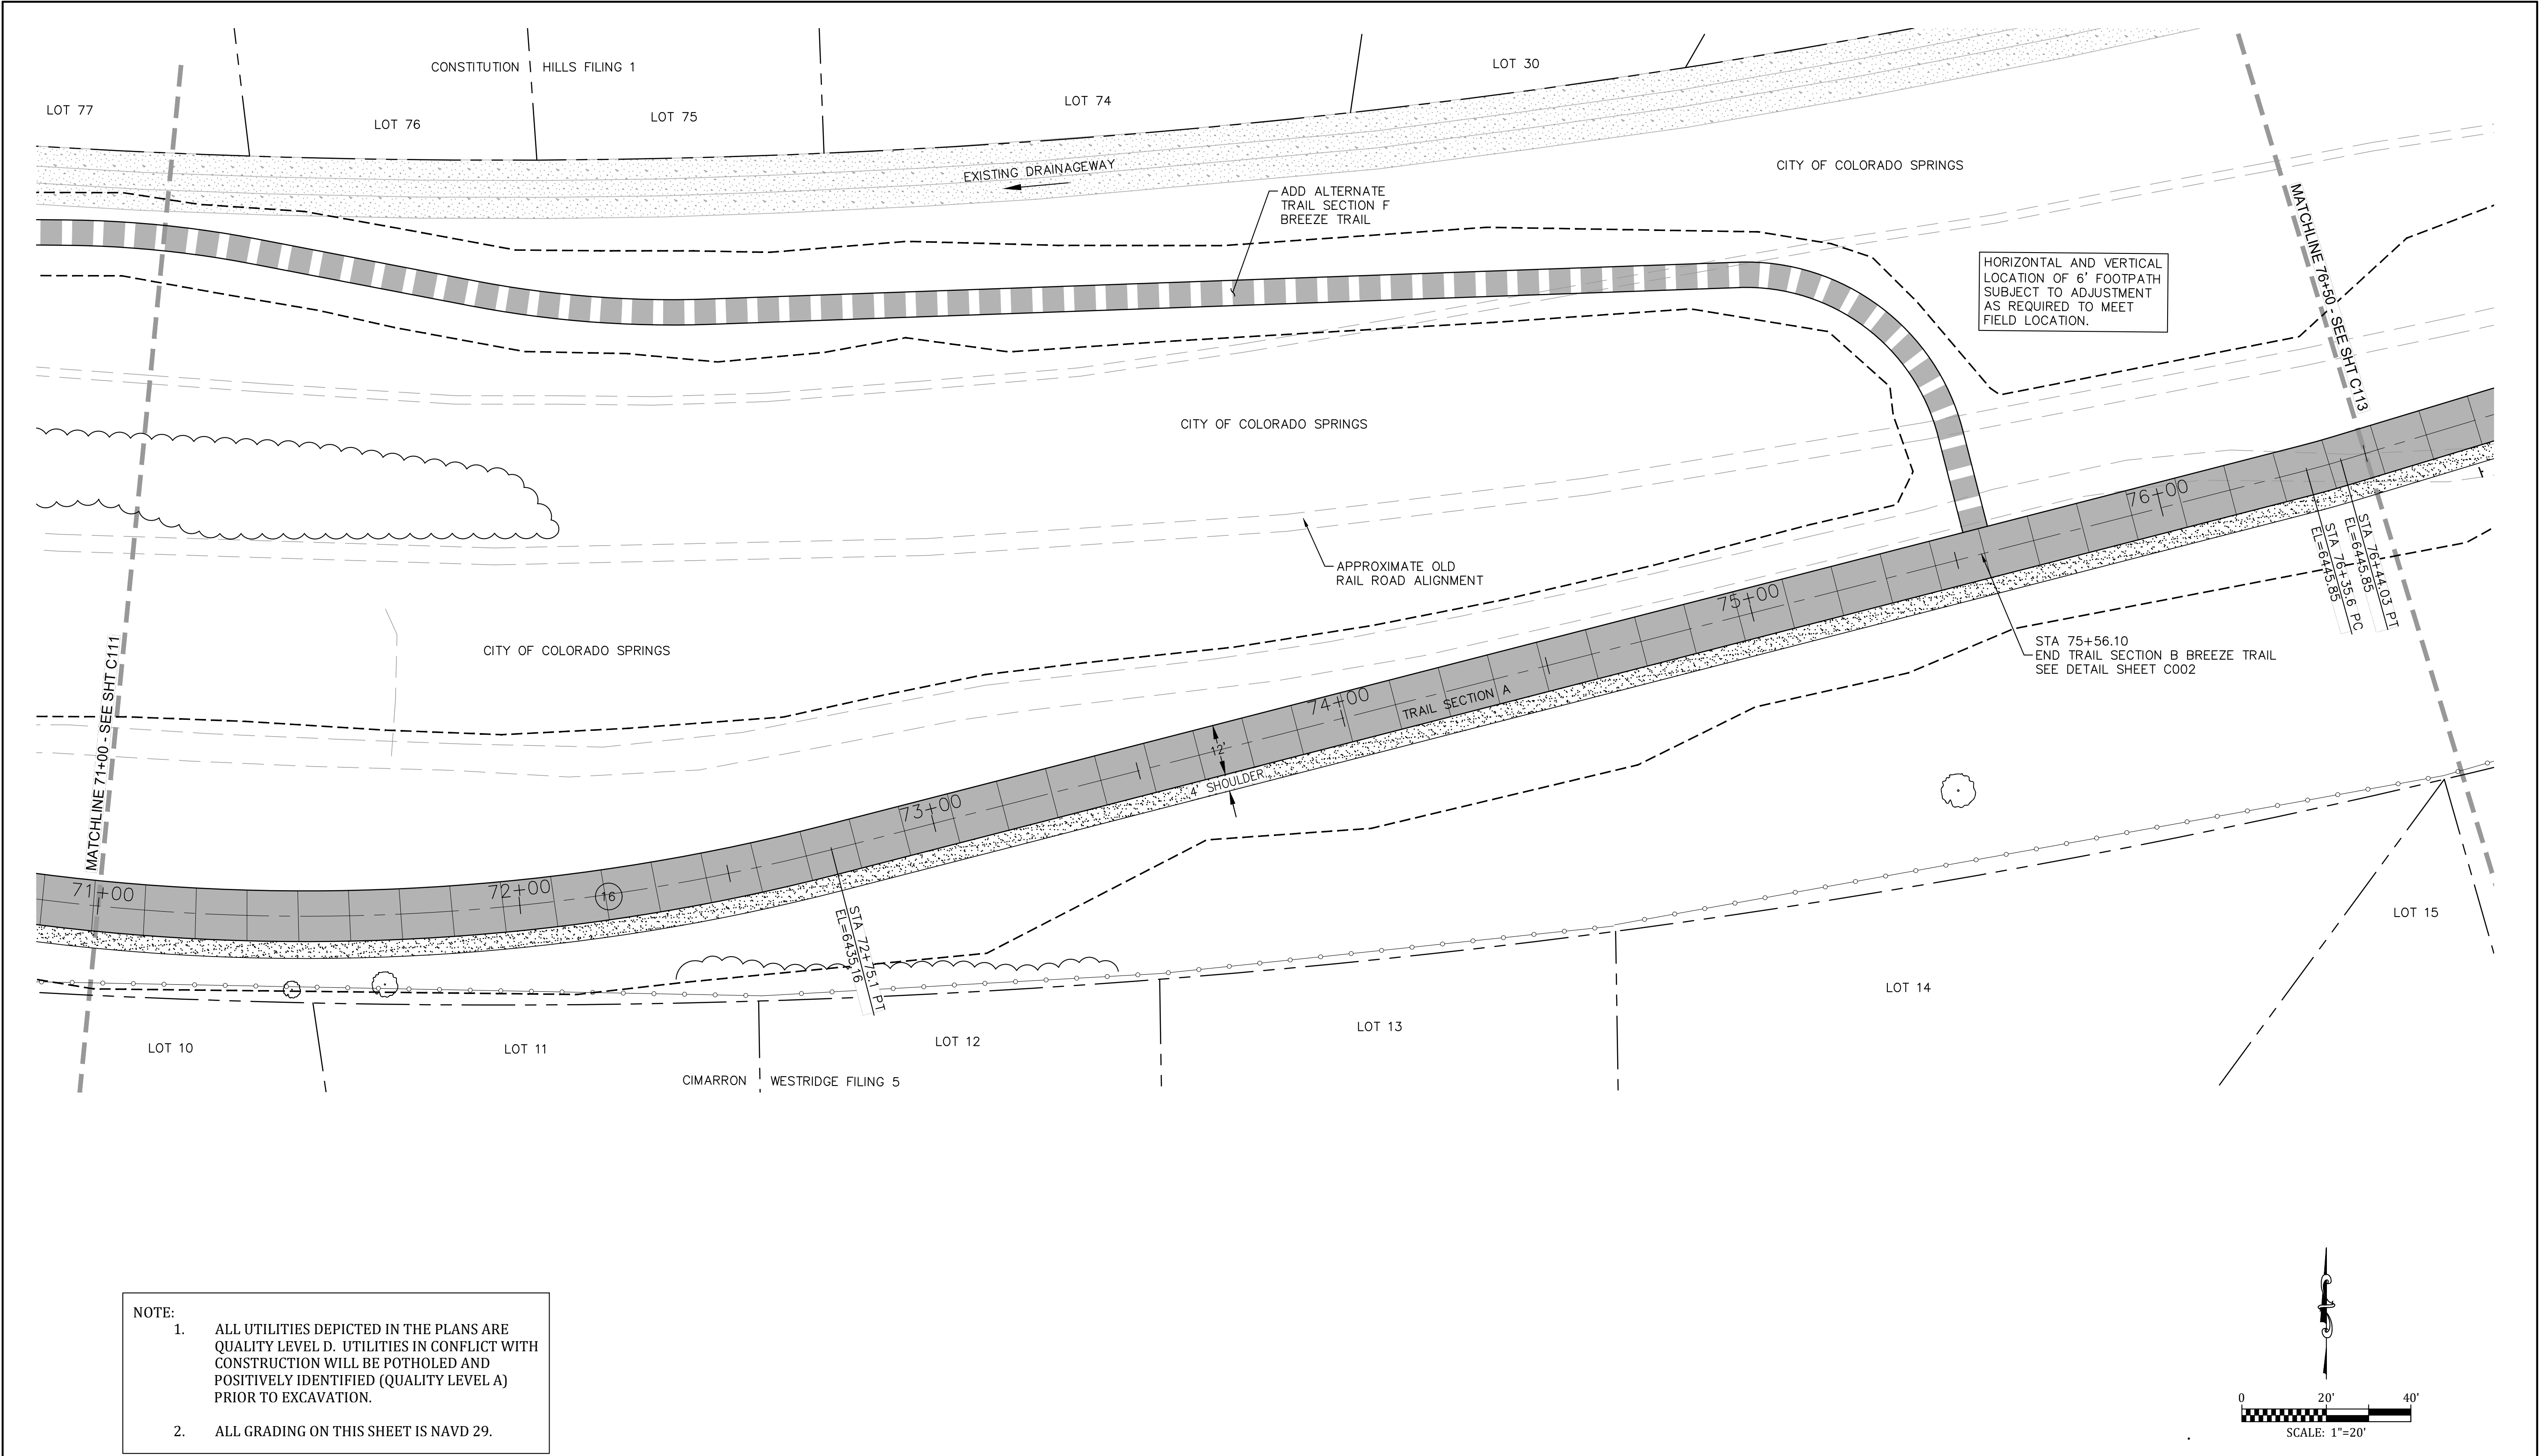 CONSTITUTION HILLS FILING 1
LOT 77
LOT 76
LOT 75
LOT 74
LOT 30
EXISTING DRAINAGEWAY
CITY OF COLORADO SPRINGS
ADD ALTERNATE
TRAIL SECTION F
BREEZE TRAIL
HORIZONTAL AND VERTICAL
LOCATION OF 6' FOOTPATH
SUBJECT TO ADJUSTMENT
AS REQUIRED TO MEET
FIELD LOCATION.
MATCHLINE 76+50 - SEE SHT C113
CITY OF COLORADO SPRINGS
APPROXIMATE OLD
RAIL ROAD ALIGNMENT
CITY OF COLORADO SPRINGS
MATCHLINE 71+00 - SEE SHT C111
71+00
72+00
16
73+00
74+00
75+00
76+00
TRAIL SECTION A
12'
4' SHOULDER
STA 72+75.1 PT
EL=6435.16
STA 75+56.10
END TRAIL SECTION B BREEZE TRAIL
SEE DETAIL SHEET C002
STA 76+35.6 PC
EL=6445.85
STA 76+44.03 PT
EL=6445.85
LOT 10
LOT 11
LOT 12
LOT 13
LOT 14
LOT 15
CIMARRON WESTRIDGE FILING 5
NOTE:
1. ALL UTILITIES DEPICTED IN THE PLANS ARE
QUALITY LEVEL D. UTILITIES IN CONFLICT WITH
CONSTRUCTION WILL BE POTHOLED AND
POSITIVELY IDENTIFIED (QUALITY LEVEL A)
PRIOR TO EXCAVATION.
2. ALL GRADING ON THIS SHEET IS NAVD 29.
0 20' 40'
SCALE: 1"=20'